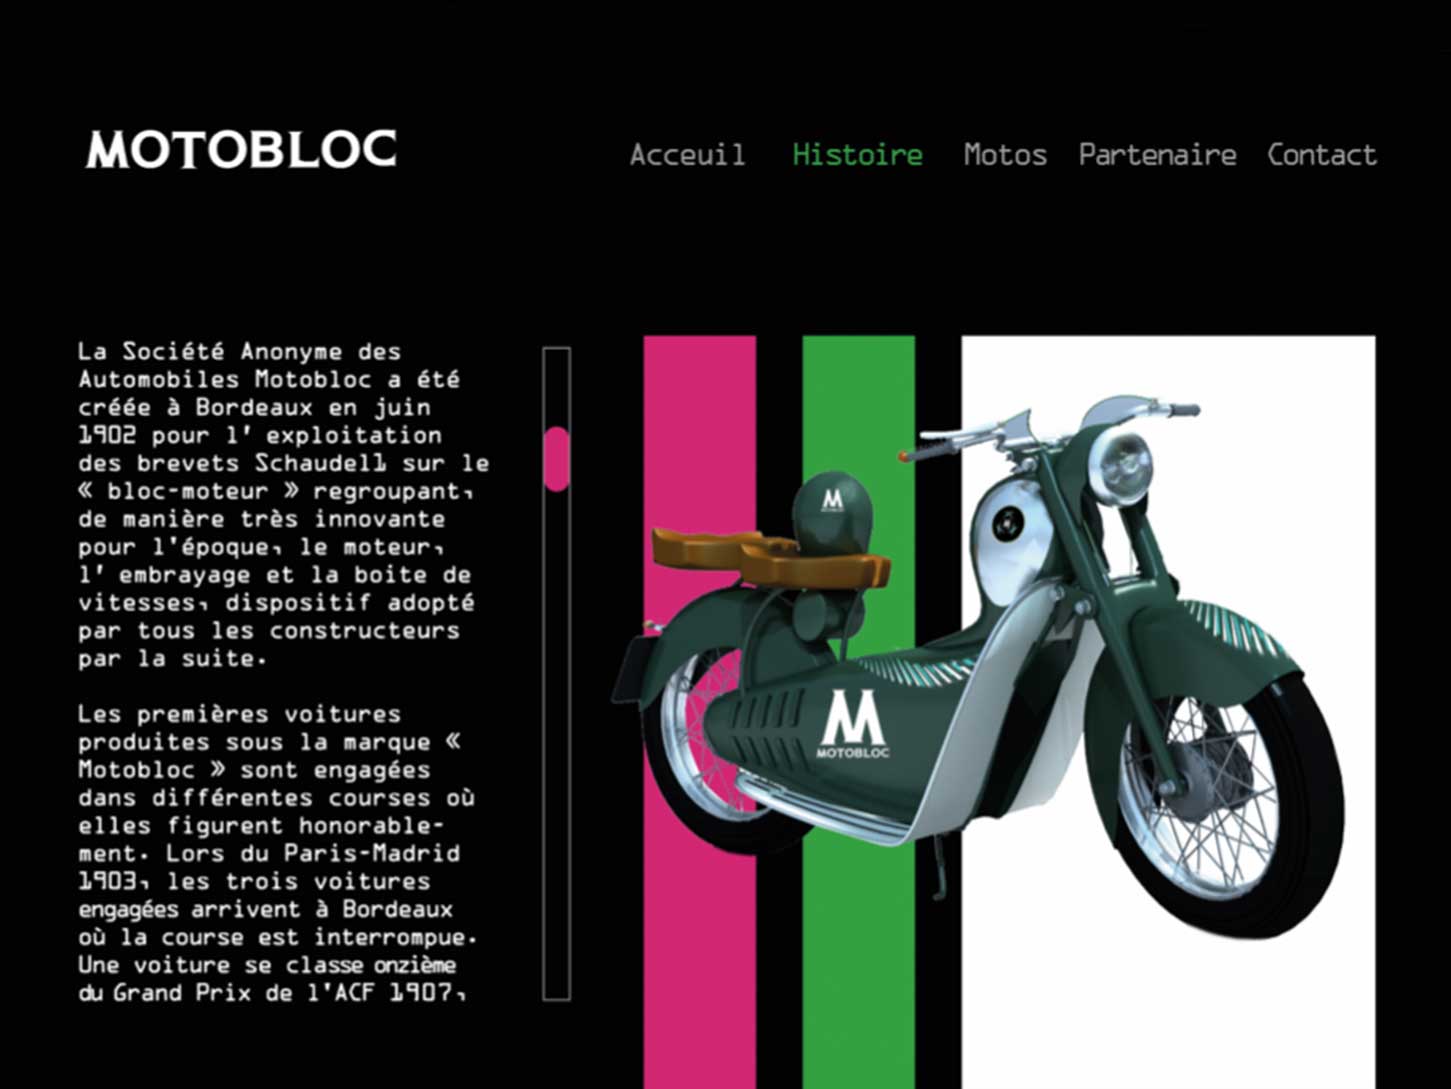 MOTOBLOC
Acceuil Histoire Motos Partenaire Contact
La Société Anonyme des
Automobiles Motobloc a été
créée à Bordeaux en juin
1902 pour l' exploitation
des brevets Schaudell sur le
« bloc-moteur » regroupant,
de manière très innovante
pour l'époque, le moteur,
l' embrayage et la boite de
vitesses, dispositif adopté
par tous les constructeurs
par la suite.
Les premières voitures
produites sous la marque «
Motobloc » sont engagées
dans différentes courses où
elles figurent honorable-
ment. Lors du Paris-Madrid
1903, les trois voitures
engagées arrivent à Bordeaux
où la course est interrompue.
Une voiture se classe onzième
du Grand Prix de l'ACF 1907,
M
M
MOTOBLOC